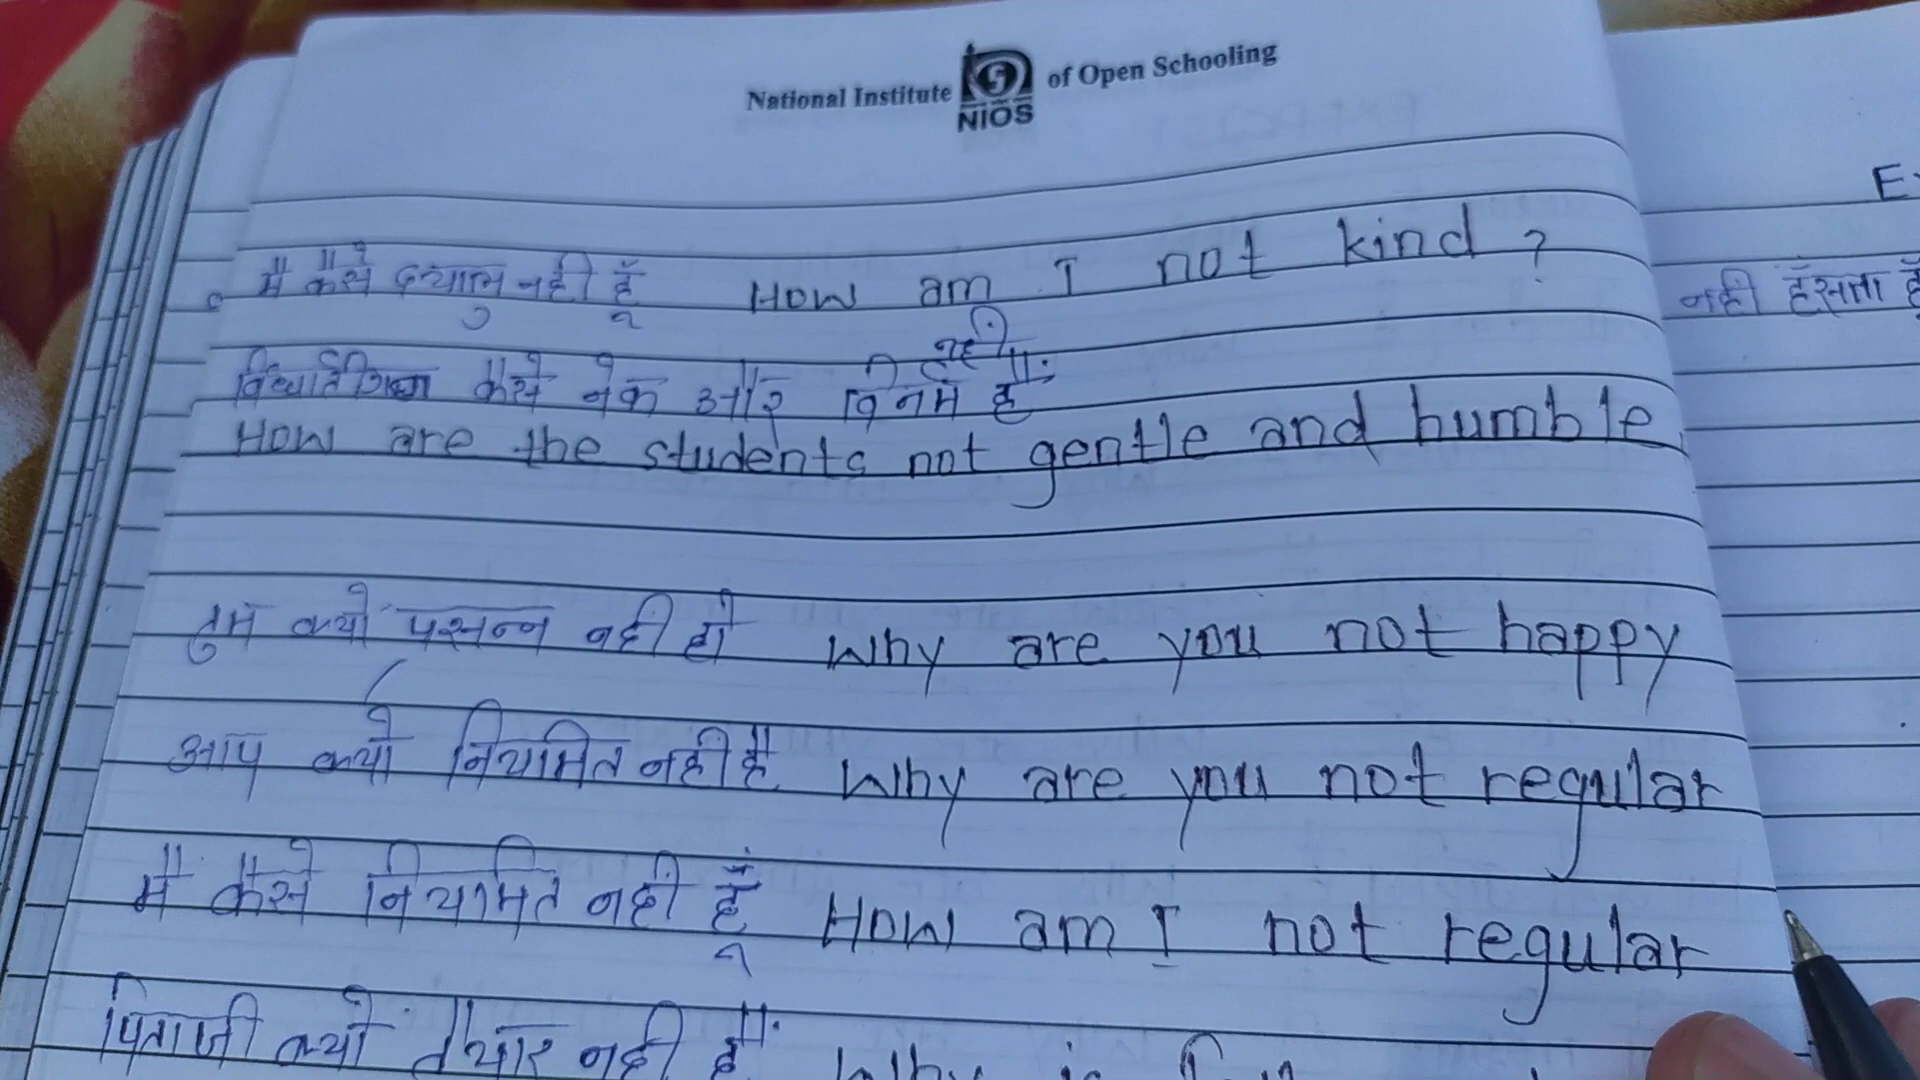 National Institute NIOS of Open Schooling
मैं कैसे दयालु नहीं हूँ How am I not kind ?
नहीं
कैसे नेक और विनम्र हैं
How are the students not gentle and humble
तुम क्यों प्रसन्न नहीं हो Why are you not happy
आप क्यों नियमित नहीं हैं Why are you not regular
मैं कैसे नियमित नहीं हूँ How am I not regular
पिताजी क्यों तैयार नहीं हैं Why is
नहीं हँसता